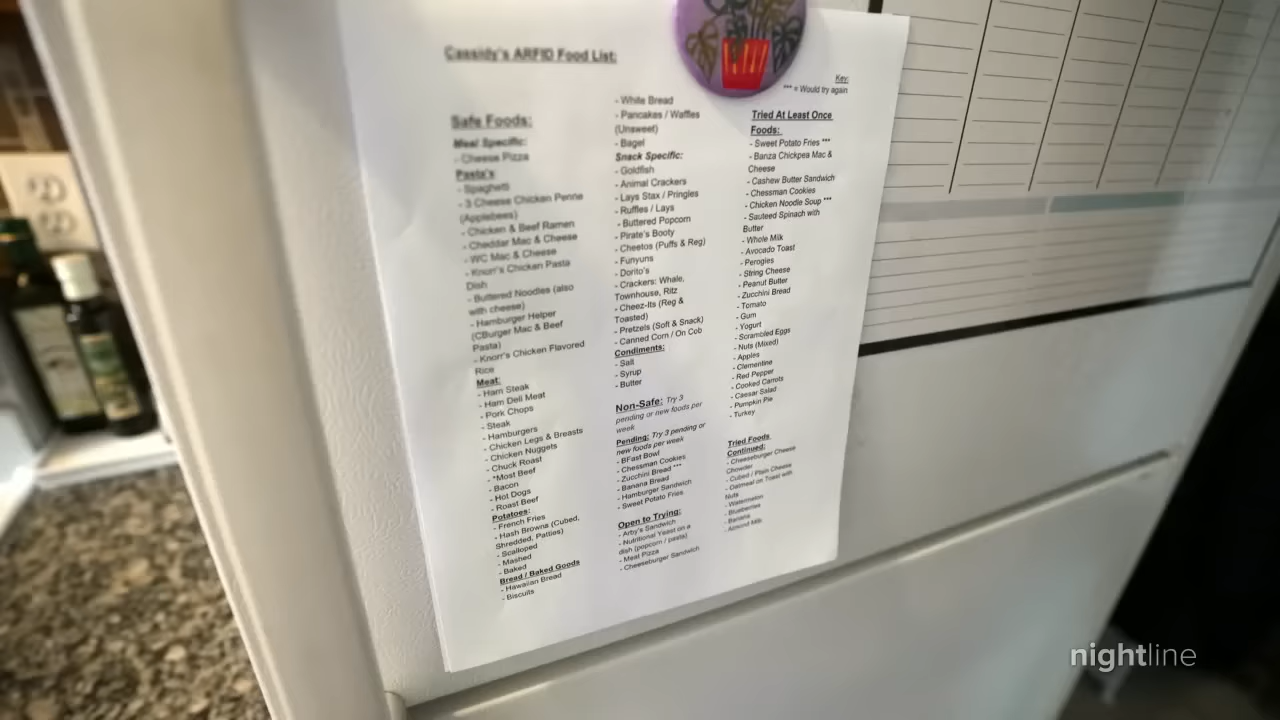 Cassidy's ARFID Food List:
Key:
*** = Would try again
Safe Foods:
Meal Specific:
- Cheese Pizza
Pasta's
- Spaghetti
- 3 Cheese Chicken Penne
(Applebees)
- Chicken & Beef Ramen
- Cheddar Mac & Cheese
- WC Mac & Cheese
- Knorr's Chicken Pasta
Dish
- Buttered Noodles (also
with cheese)
- Hamburger Helper
(CBurger Mac & Beef
Pasta)
- Knorr's Chicken Flavored
Rice
Meat:
- Ham Steak
- Ham Deli Meat
- Pork Chops
- Steak
- Hamburgers
- Chicken Legs & Breasts
- Chicken Nuggets
- Chuck Roast
- *Most Beef
- Bacon
- Hot Dogs
- Roast Beef
Potatoes:
- French Fries
- Hash Browns (Cubed,
Shredded, Patties)
- Scalloped
- Mashed
- Baked
Bread / Baked Goods
- Hawaiian Bread
- Biscuits
- White Bread
- Pancakes / Waffles
(Unsweet)
- Bagel
Snack Specific:
- Goldfish
- Animal Crackers
- Lays Stax / Pringles
- Ruffles / Lays
- Buttered Popcorn
- Pirate's Booty
- Cheetos (Puffs & Reg)
- Funyuns
- Dorito's
- Crackers: Whale,
Townhouse, Ritz
- Cheez-Its (Reg &
Toasted)
- Pretzels (Soft & Snack)
- Canned Corn / On Cob
Condiments:
- Salt
- Syrup
- Butter
Non-Safe: Try 3
pending or new foods per
week
Pending: Try 3 pending or
new foods per week
- BFast Bowl
- Chessman Cookies
- Zucchini Bread ***
- Banana Bread
- Hamburger Sandwich
- Sweet Potato Fries
Open to Trying:
- Arby's Sandwich
- Nutritional Yeast on a
dish (popcorn / pasta)
- Meat Pizza
- Cheeseburger Sandwich
Tried At Least Once
Foods:
- Sweet Potato Fries ***
- Banza Chickpea Mac &
Cheese
- Cashew Butter Sandwich
- Chessman Cookies
- Chicken Noodle Soup ***
- Sauteed Spinach with
Butter
- Whole Milk
- Avocado Toast
- Perogies
- String Cheese
- Peanut Butter
- Zucchini Bread
- Tomato
- Gum
- Yogurt
- Scrambled Eggs
- Nuts (Mixed)
- Apples
- Clementine
- Red Pepper
- Cooked Carrots
- Caesar Salad
- Pumpkin Pie
- Turkey
Tried Foods
Continued:
- Cheeseburger Cheese
Chowder
- Cubed / Plain Cheese
- Oatmeal on Toast with
Nuts
- Watermelon
- Blueberries
- Banana
- Almond Milk
nightline